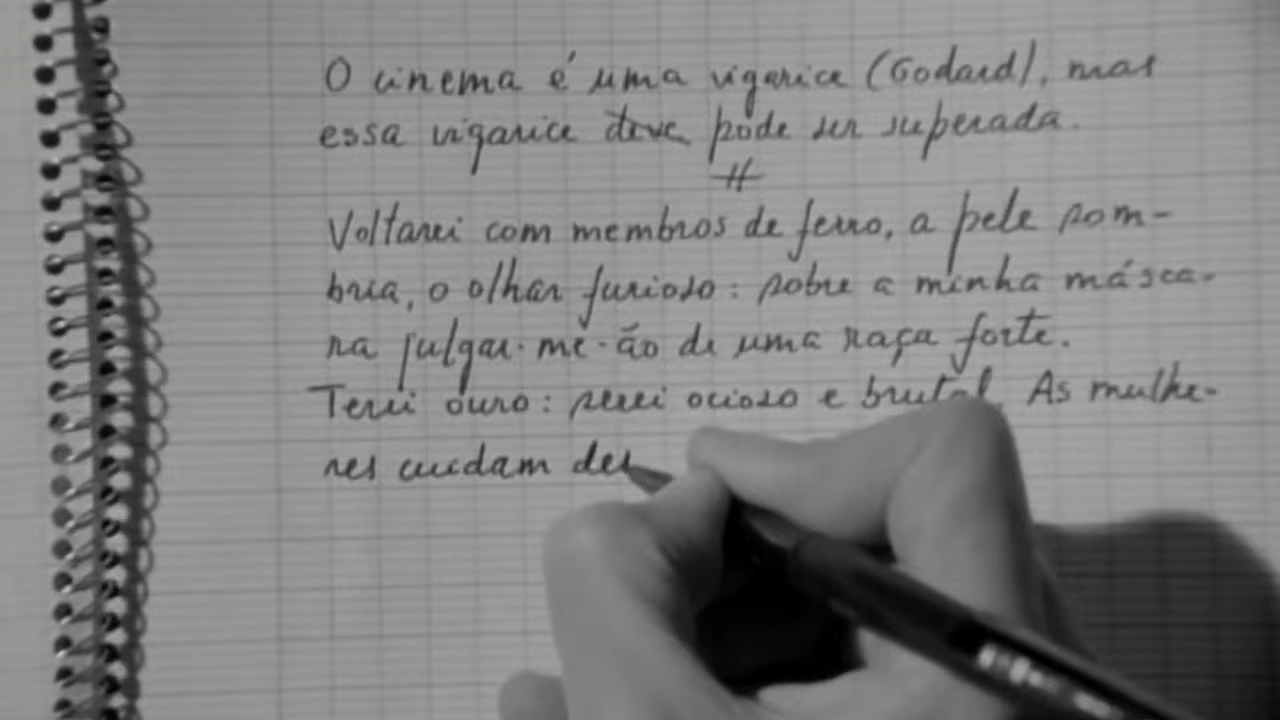 O cinema é uma vigarice (Godard), mas
essa vigarice deve pode ser superada.
#
Voltarei com membros de ferro, a pele som-
bria, o olhar furioso: sobre a minha másca-
ra julgar-me-ão de uma raça forte.
Terei ouro: serei ocioso e brutal. As mulhe-
res cuidam des